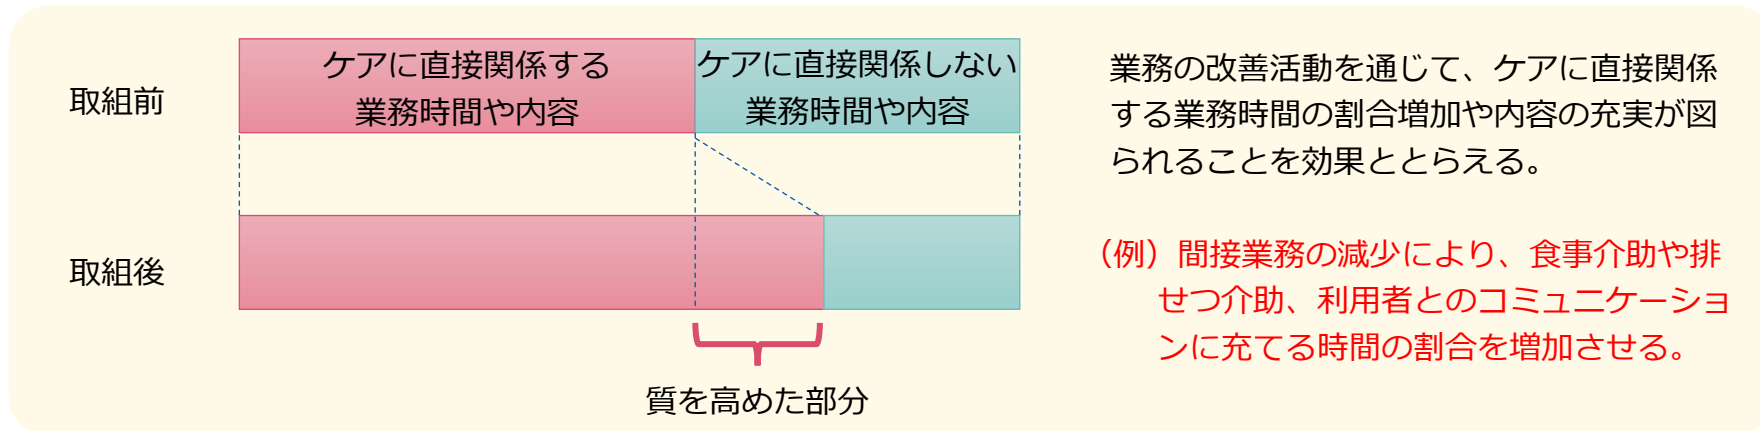 取組前
ケアに直接関係する
業務時間や内容
ケアに直接関係しない
業務時間や内容
取組後
質を高めた部分
業務の改善活動を通じて、ケアに直接関係
する業務時間の割合増加や内容の充実が図
られることを効果ととらえる。
（例）間接業務の減少により、食事介助や排
せつ介助、利用者とのコミュニケーショ
ンに充てる時間の割合を増加させる。